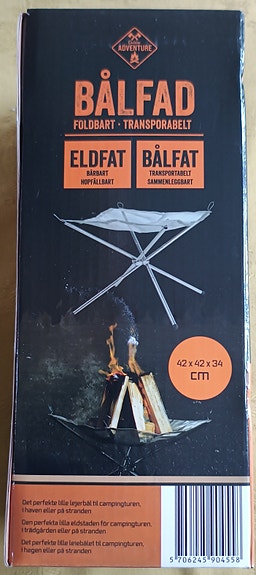 ADVENTURE
BÅLFAD
FOLDBART · TRANSPORABELT
ELDFAT
BÄRBART
HOPFÄLLBART
BÅLFAT
TRANSPORTABELT
SAMMENLEGGBART
42 x 42 x 34
cm
Det perfekte lille lejerbål til campingturen,
i haven eller på stranden
Den perfekta lilla eldstaden för campingturen,
i trädgården eller på stranden
Det perfekte lille leirbålet til campingturen,
i hagen eller på stranden
5 706245 904558